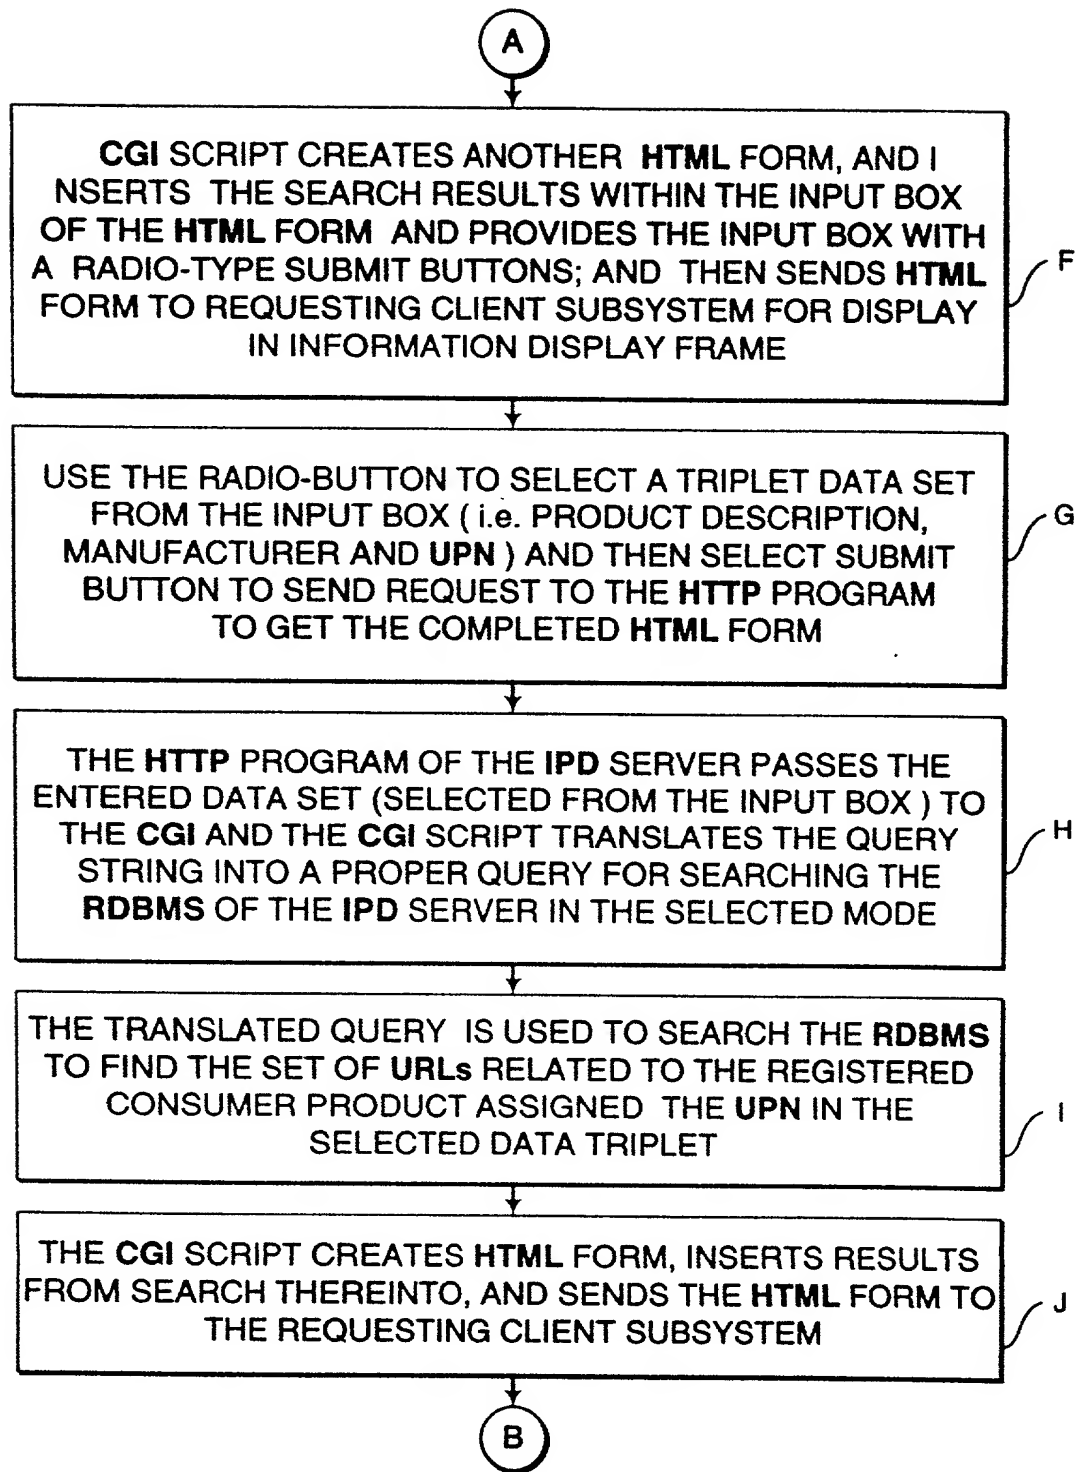 A
CGI SCRIPT CREATES ANOTHER HTML FORM, AND I
NSERTS THE SEARCH RESULTS WITHIN THE INPUT BOX
OF THE HTML FORM AND PROVIDES THE INPUT BOX WITH
A RADIO-TYPE SUBMIT BUTTONS; AND THEN SENDS HTML
FORM TO REQUESTING CLIENT SUBSYSTEM FOR DISPLAY
IN INFORMATION DISPLAY FRAME
F
USE THE RADIO-BUTTON TO SELECT A TRIPLET DATA SET
FROM THE INPUT BOX ( i.e. PRODUCT DESCRIPTION,
MANUFACTURER AND UPN ) AND THEN SELECT SUBMIT
BUTTON TO SEND REQUEST TO THE HTTP PROGRAM
TO GET THE COMPLETED HTML FORM
G
THE HTTP PROGRAM OF THE IPD SERVER PASSES THE
ENTERED DATA SET (SELECTED FROM THE INPUT BOX ) TO
THE CGI AND THE CGI SCRIPT TRANSLATES THE QUERY
STRING INTO A PROPER QUERY FOR SEARCHING THE
RDBMS OF THE IPD SERVER IN THE SELECTED MODE
H
THE TRANSLATED QUERY IS USED TO SEARCH THE RDBMS
TO FIND THE SET OF URLs RELATED TO THE REGISTERED
CONSUMER PRODUCT ASSIGNED THE UPN IN THE
SELECTED DATA TRIPLET
I
THE CGI SCRIPT CREATES HTML FORM, INSERTS RESULTS
FROM SEARCH THEREINTO, AND SENDS THE HTML FORM TO
THE REQUESTING CLIENT SUBSYSTEM
J
B